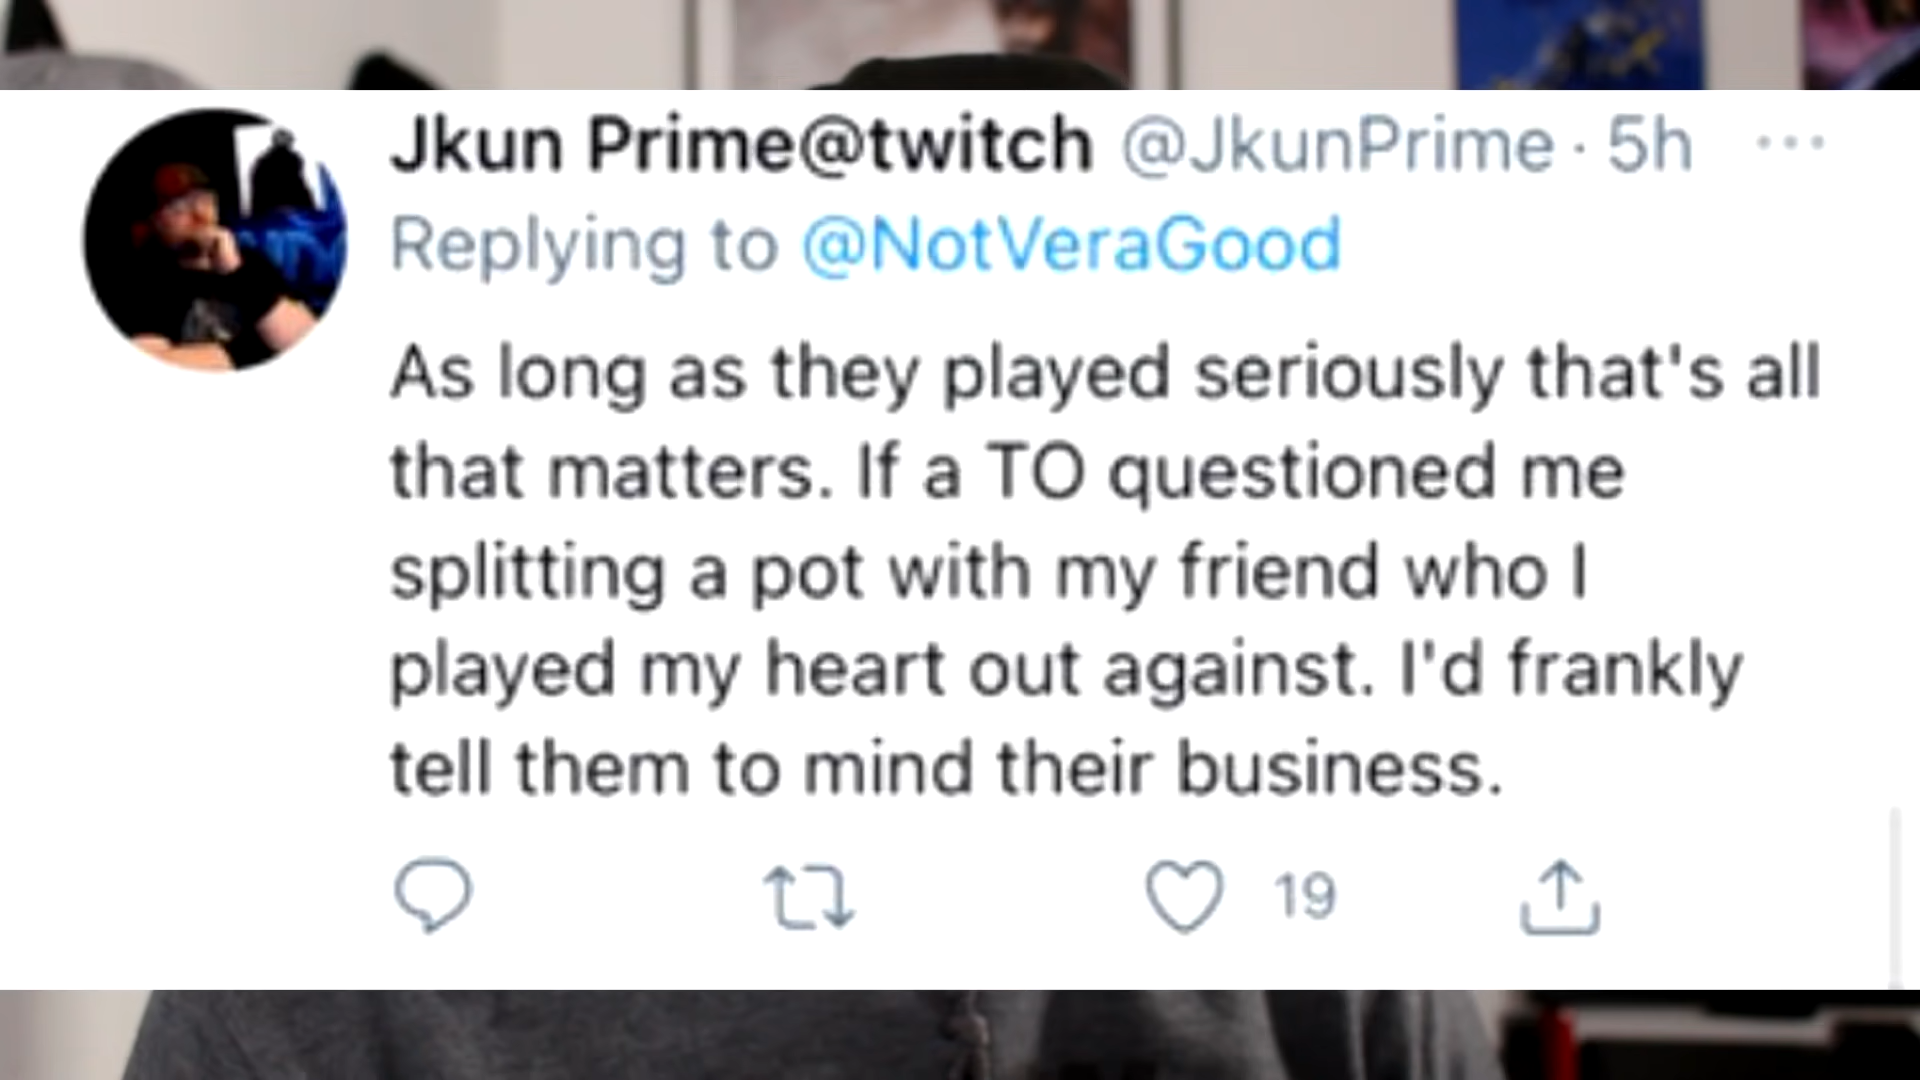 Jkun Prime@twitch @JkunPrime · 5h
Replying to @NotVeraGood
As long as they played seriously that's all
that matters. If a TO questioned me
splitting a pot with my friend who I
played my heart out against. I'd frankly
tell them to mind their business.
19